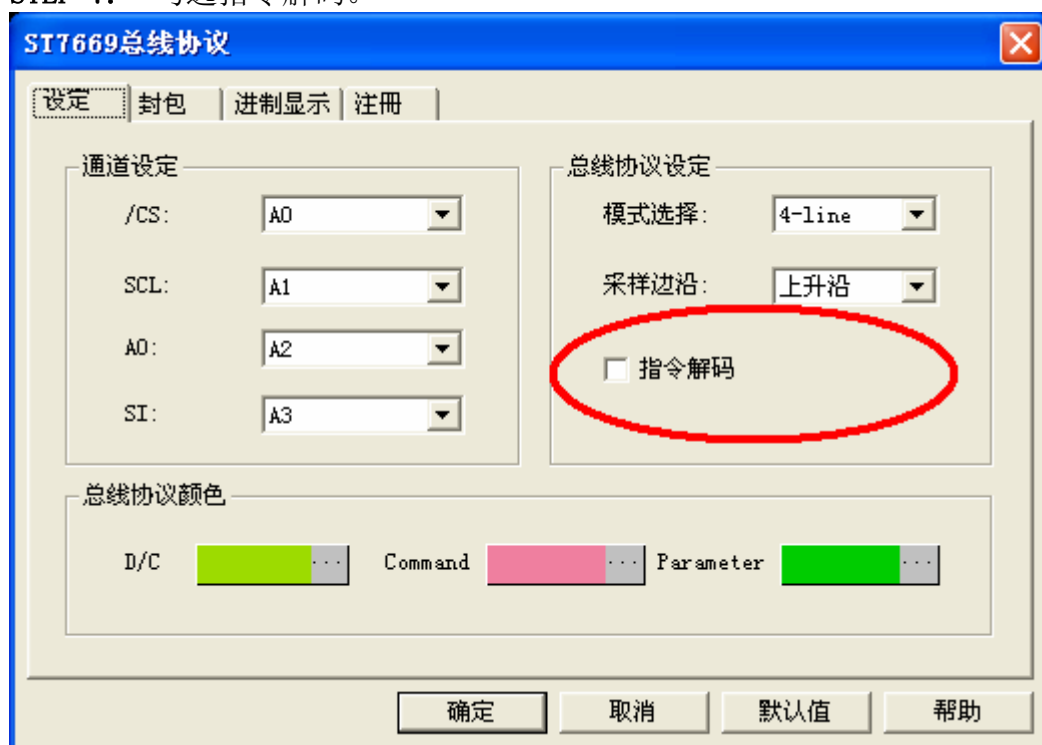 ST7669总线协议
设定 封包 进制显示 注冊
通道设定
/CS: A0
SCL: A1
A0: A2
SI: A3
总线协议设定
模式选择: 4-line
采样边沿: 上升沿
指令解码
总线协议颜色
D/C ... Command ... Parameter ...
确定 取消 默认值 帮助